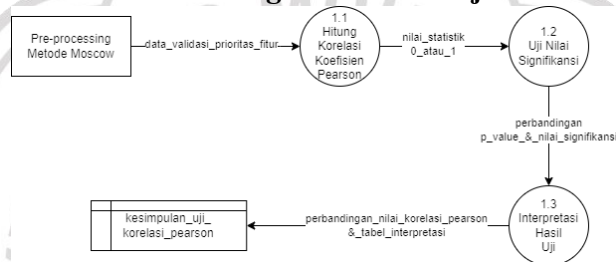 Pre-processing
Metode Moscow
data_validasi_prioritas_fitur
1.1
Hitung
Korelasi
Koefisien
Pearson
nilai_statistik
0_atau_1
1.2
Uji Nilai
Signifikansi
perbandingan
p_value_&_nilai_signifikansi
1.3
Interpretasi
Hasil
Uji
perbandingan_nilai_korelasi_pearson
&_tabel_interpretasi
kesimpulan_uji_
korelasi_pearson